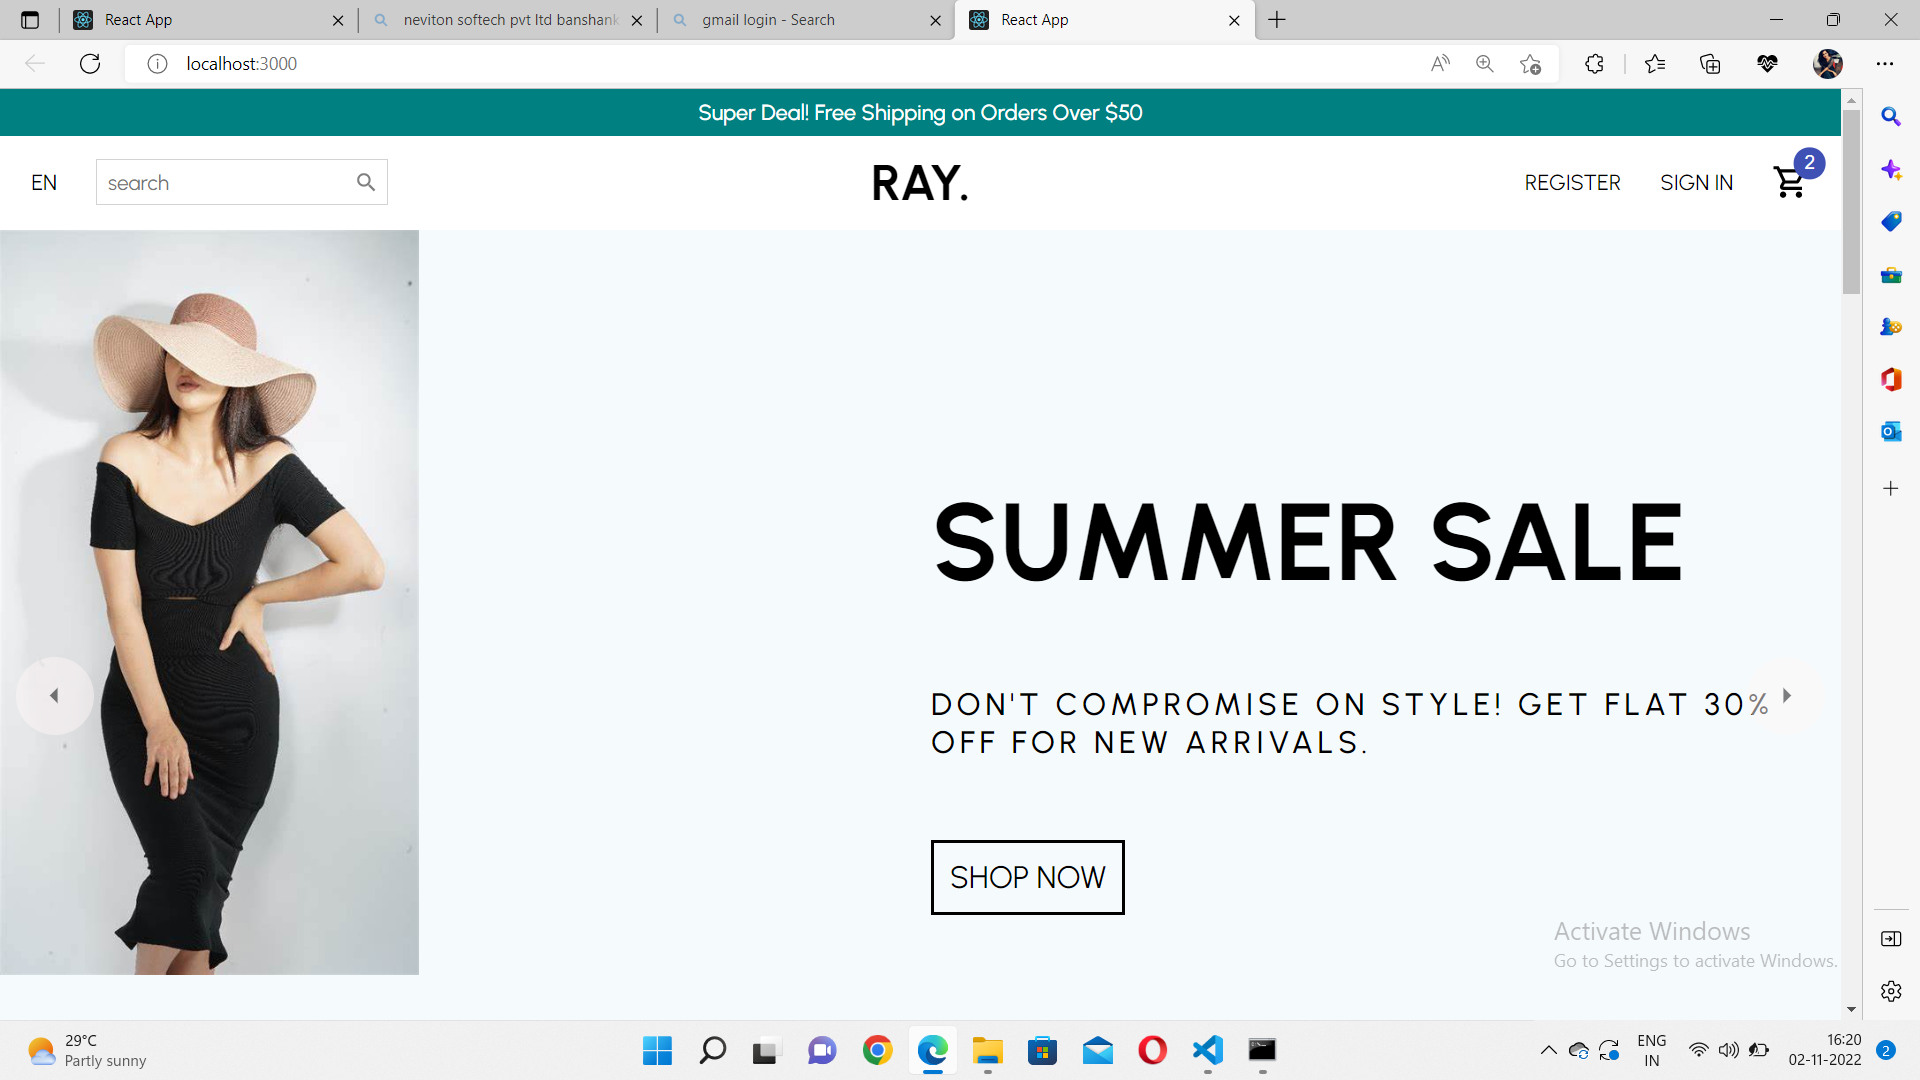 React App
neviton softech pvt ltd banshank
gmail login - Search
React App
localhost:3000
Super Deal! Free Shipping on Orders Over $50
EN
search
RAY.
REGISTER
SIGN IN
2
SUMMER SALE
DON'T COMPROMISE ON STYLE! GET FLAT 30%
OFF FOR NEW ARRIVALS.
SHOP NOW
Activate Windows
Go to Settings to activate Windows.
29°C
Partly sunny
ENG
IN
16:20
02-11-2022
2